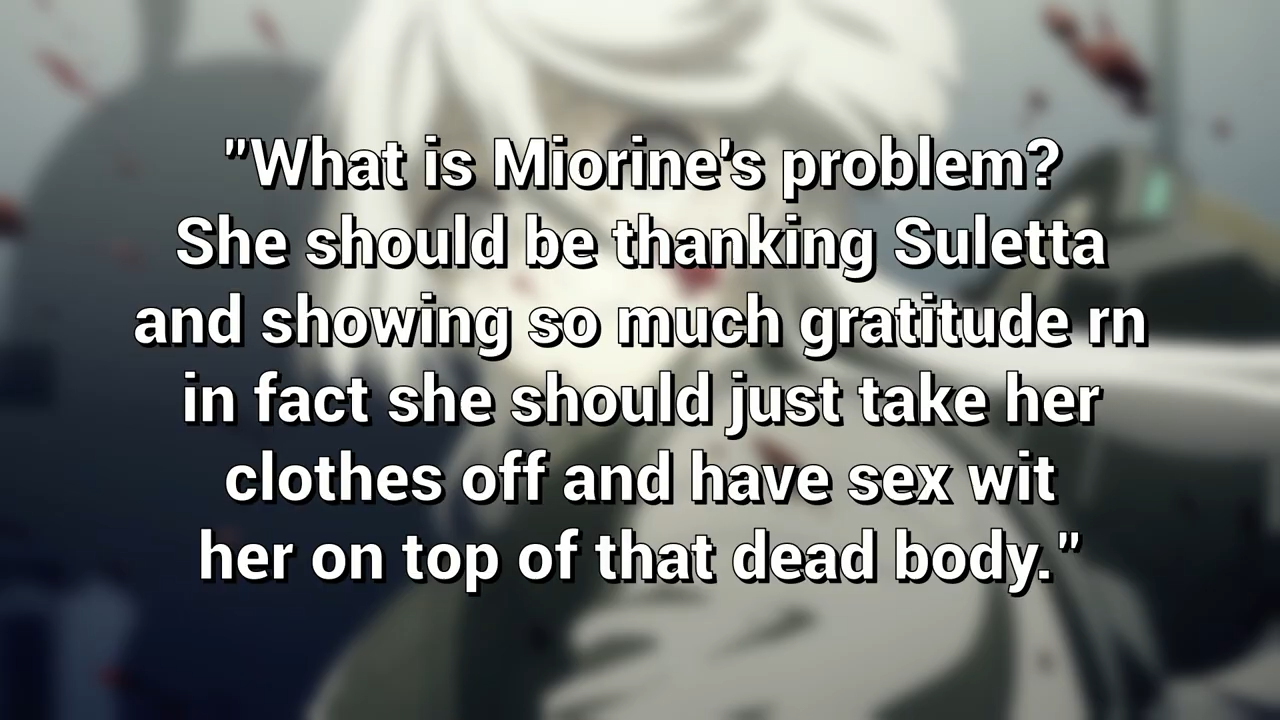 "What is Miorine's problem?
She should be thanking Suletta
and showing so much gratitude rn
in fact she should just take her
clothes off and have sex wit
her on top of that dead body."